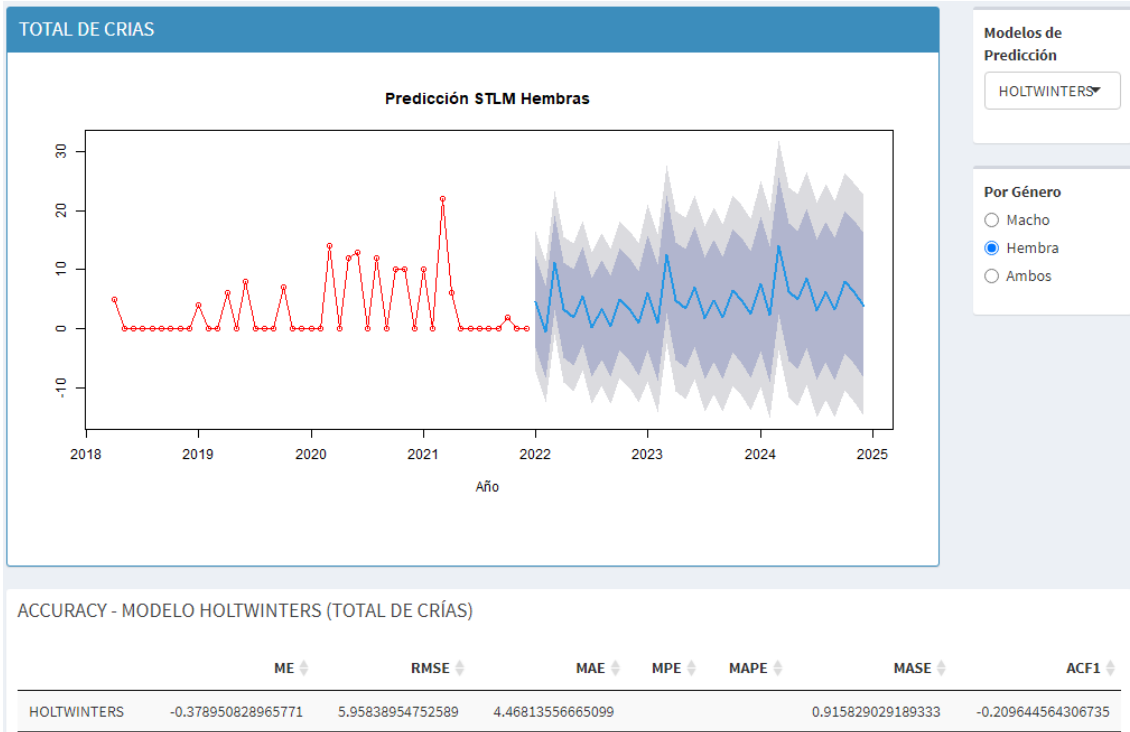 TOTAL DE CRIAS
Predicción STLM Hembras
30
20
10
0
-10
2018 2019 2020 2021 2022 2023 2024 2025
Año
Modelos de
Predicción
HOLTWINTERS
Por Género
Macho
Hembra
Ambos
ACCURACY - MODELO HOLTWINTERS (TOTAL DE CRÍAS)
ME RMSE MAE MPE MAPE MASE ACF1
HOLTWINTERS -0.378950828965771 5.95838954752589 4.46813556665099 0.915829029189333 -0.209644564306735